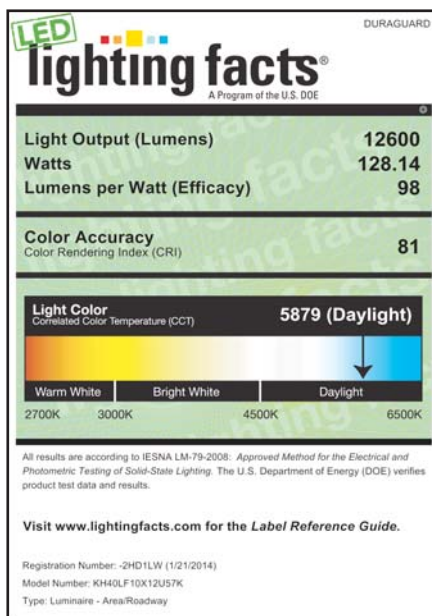 DURAGUARD
LED
lighting facts®
A Program of the U.S. DOE
Light Output (Lumens) 12600
Watts 128.14
Lumens per Watt (Efficacy) 98
Color Accuracy
Color Rendering Index (CRI) 81
Light Color
Correlated Color Temperature (CCT) 5879 (Daylight)
Warm White Bright White Daylight
2700K 3000K 4500K 6500K
All results are according to IESNA LM-79-2008: Approved Method for the Electrical and
Photometric Testing of Solid-State Lighting. The U.S. Department of Energy (DOE) verifies
product test data and results.
Visit www.lightingfacts.com for the Label Reference Guide.
Registration Number: -2HD1LW (1/21/2014)
Model Number: KH40LF10X12U57K
Type: Luminaire - Area/Roadway